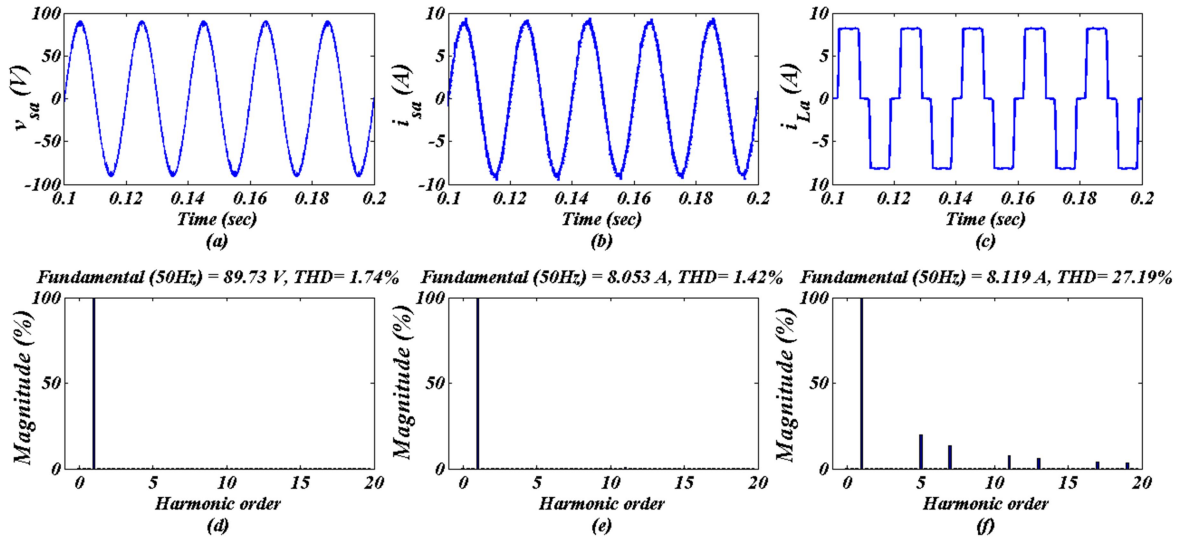 100
50
0
-50
-100
v sa (V)
0.1 0.12 0.14 0.16 0.18 0.2
Time (sec)
(a)
10
5
0
-5
-10
i sa (A)
0.1 0.12 0.14 0.16 0.18 0.2
Time (sec)
(b)
10
5
0
-5
10
i La (A)
0.1 0.12 0.14 0.16 0.18 0.2
Time (sec)
(c)
Fundamental (50Hz) = 89.73 V, THD= 1.74%
100
50
0
Magnitude (%)
0 5 10 15 20
Harmonic order
(d)
Fundamental (50Hz) = 8.053 A, THD= 1.42%
100
50
0
Magnitude (%)
0 5 10 15 20
Harmonic order
(e)
Fundamental (50Hz) = 8.119 A, THD= 27.19%
100
50
0
Magnitude (%)
0 5 10 15 20
Harmonic order
(f)